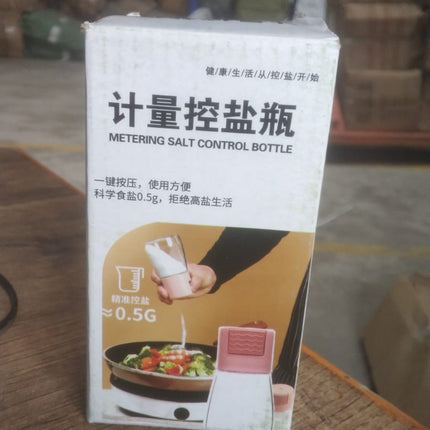 健/康/生/活/从/控/盐/开/始
计量控盐瓶
METERING SALT CONTROL BOTTLE
一键按压，使用方便
科学食盐0.5g，拒绝高盐生活
精准控盐
≈0.5G